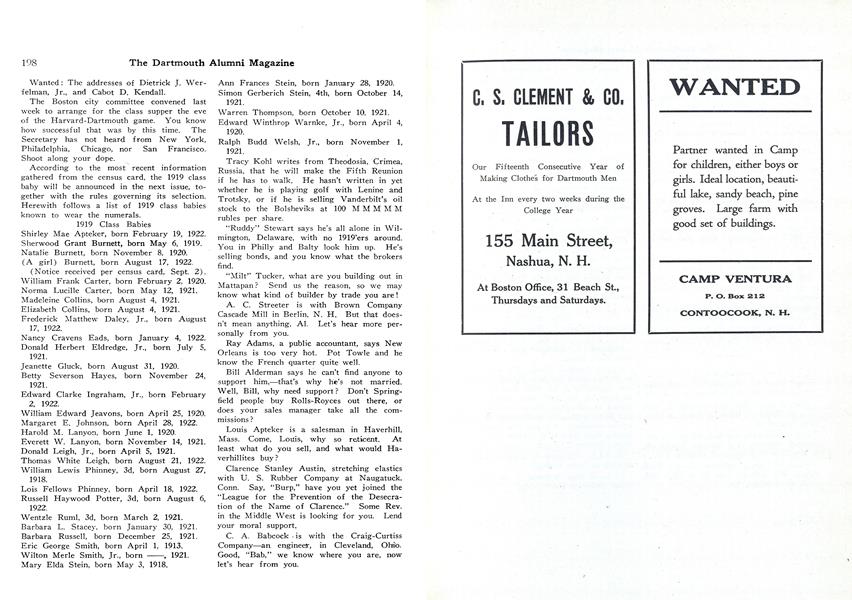 198
The Dartmouth Alumni Magazine
Wanted: The addresses of Dietrick J. Wer-
felman, Jr., and Cabot D. Kendall.
The Boston city committee convened last
week to arrange for the class supper the eve
of the Harvard-Dartmouth game. You know
how successful that was by this time. The
Secretary has not heard from New York,
Philadelphia, Chicago, nor San Francisco.
Shoot along your dope.
According to the most recent information
gathered from the census card, the 1919 class
baby will be announced in the next issue, to-
gether with the rules governing its selection.
Herewith follows a list of 1919 class babies
known to wear the numerals.
1919 Class Babies
Shirley Mae Apteker, born February 19, 1922.
Sherwood Grant Burnett, born May 6, 1919.
Natalie Burnett, born November 8, 1920.
(A girl) Burnett, born August 17, 1922.
(Notice received per census card, Sept. 2).
William Frank Carter, born February 2, 1920.
Norma Lucille Carter, born May 12, 1921.
Madeleine Collins, born August 4, 1921.
Elizabeth Collins, born August 4, 1921.
Frederick Matthew Daley, Jr., born August
17, 1922.
Nancy Cravens Eads, born January 4, 1922.
Donald Herbert Eldredge, Jr., born July 5,
1921.
Jeanette Gluck, born August 31, 1920.
Betty Severson Hayes, born November 24,
1921.
Edward Clarke Ingraham, Jr., born February
2, 1922.
William Edward Jeavons, born April 25, 1920.
Margaret E. Johnson, born April 28, 1922.
Harold M. Lanyon, born June 1, 1920.
Everett W. Lanyon, born November 14, 1921.
Donald Leigh, Jr., born April 5, 1921.
Thomas White Leigh, born August 21, 1922.
William Lewis Phinney, 3d, born August 27,
1918.
Lois Fellows Phinney, born April 18, 1922.
Russell Haywood Potter, 3d, born August 6,
1922.
Wentzle Ruml, 3d, born March 2, 1921.
Barbara L. Stacey, born January 30, 1921.
Barbara Russell, born December 25, 1921.
Eric George Smith, born April 1, 1913.
Wilton Merle Smith, Jr., born ——, 1921.
Mary Elda Stein, born May 3, 1918.
Ann Frances Stein, born January 28, 1920.
Simon Gerberich Stein, 4th, born October 14,
1921.
Warren Thompson, born October 10, 1921.
Edward Winthrop Warnke, Jr., born April 4,
1920.
Ralph Budd Welsh, Jr., born November 1,
1921.
Tracy Kohl writes from Theodosia, Crimea,
Russia, that he will make the Fifth Reunion
if he has to walk. He hasn't written in yet
whether he is playing golf with Lenine and
Trotsky, or if he is selling Vanderbilt's oil
stock to the Bolsheviks at 100 M M M M M
rubles per share.
"Ruddy" Stewart says he's all alone in Wil-
mington, Delaware, with no 1919'ers around.
You in Philly and Balty look him up. He's
selling bonds, and you know what the brokers
find.
"Milt" Tucker, what are you building out in
Mattapan? Send us the reason, so we may
know what kind of builder by trade you are!
A. C. Streeter is with Brown Company
Cascade Mill in Berlin, N. H. But that does-
n't mean anything, Al. Let's hear more per-
sonally from you.
Ray Adams, a public accountant, says New
Orleans is too very hot. Pot Towle and he
know the French quarter quite well.
Bill Alderman says he can't find anyone to
support him,—that's why he's not married.
Well, Bill, why need support? Don't Spring-
field people buy Rolls-Royces out there, or
does your sales manager take all the com-
missions?
Louis Apteker is a salesman in Haverhill,
Mass. Come, Louis, why so reticent. At
least what do you sell, and what would Ha-
verhillites buy?
Clarence Stanley Austin, stretching elastics
with U. S. Rubber Company at Naugatuck.
Conn. Say, "Burp," have you yet joined the
"League for the Prevention of the Desecra-
tion of the Name of Clarence." Some Rev.
in the Middle West is looking for you. Lend
your moral support.
C. A. Babcock is with the Craig-Curtiss
Company—an engineer, in Cleveland, Ohio.
Good, "Bab," we know where you are, now
let's hear from you.
C. S. CLEMENT & CO.
TAILORS
Our Fifteenth Consecutive Year of
Making Clothes for Dartmouth Men
At the Inn every two weeks during the
College Year
155 Main Street,
Nashua, N. H.
At Boston Office, 31 Beach St.,
Thursdays and Saturdays.
WANTED
Partner wanted in Camp
for children, either boys or
girls. Ideal location, beauti-
ful lake, sandy beach, pine
groves. Large farm with
good set of buildings.
CAMP VENTURA
P. O. Box 212
CONTOOCOOK, N. H.